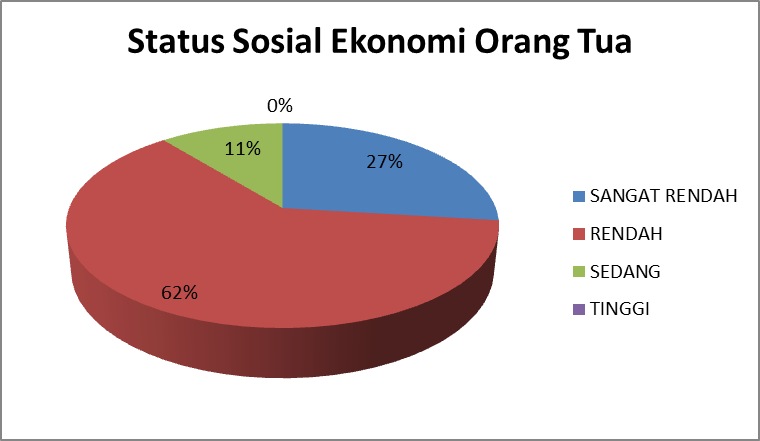 Status Sosial Ekonomi Orang Tua
0%
11%
27%
62%
SANGAT RENDAH
RENDAH
SEDANG
TINGGI